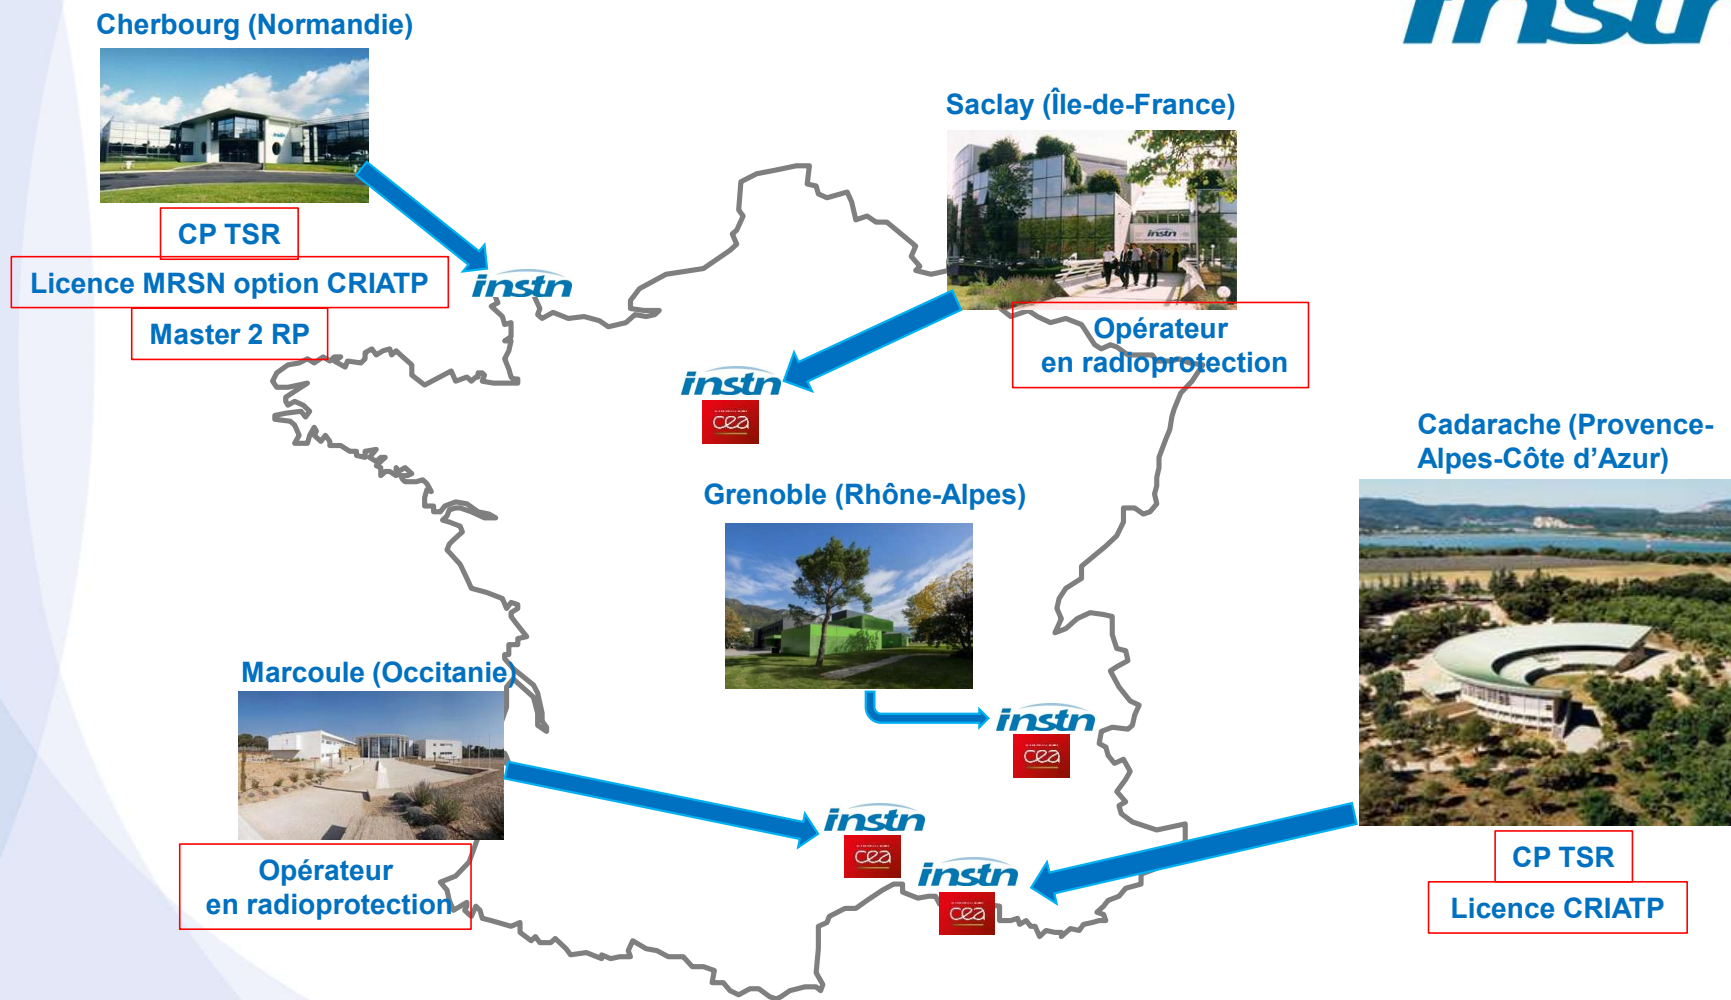 instn
Cherbourg (Normandie)
CP TSR
Licence MRSN option CRIATP
Master 2 RP
instn
Saclay (Île-de-France)
instn
Opérateur
en radioprotection
instn
cea
Cadarache (Provence-
Alpes-Côte d’Azur)
CP TSR
Licence CRIATP
Grenoble (Rhône-Alpes)
instn
cea
Marcoule (Occitanie)
Opérateur
en radioprotection
instn
cea
instn
cea